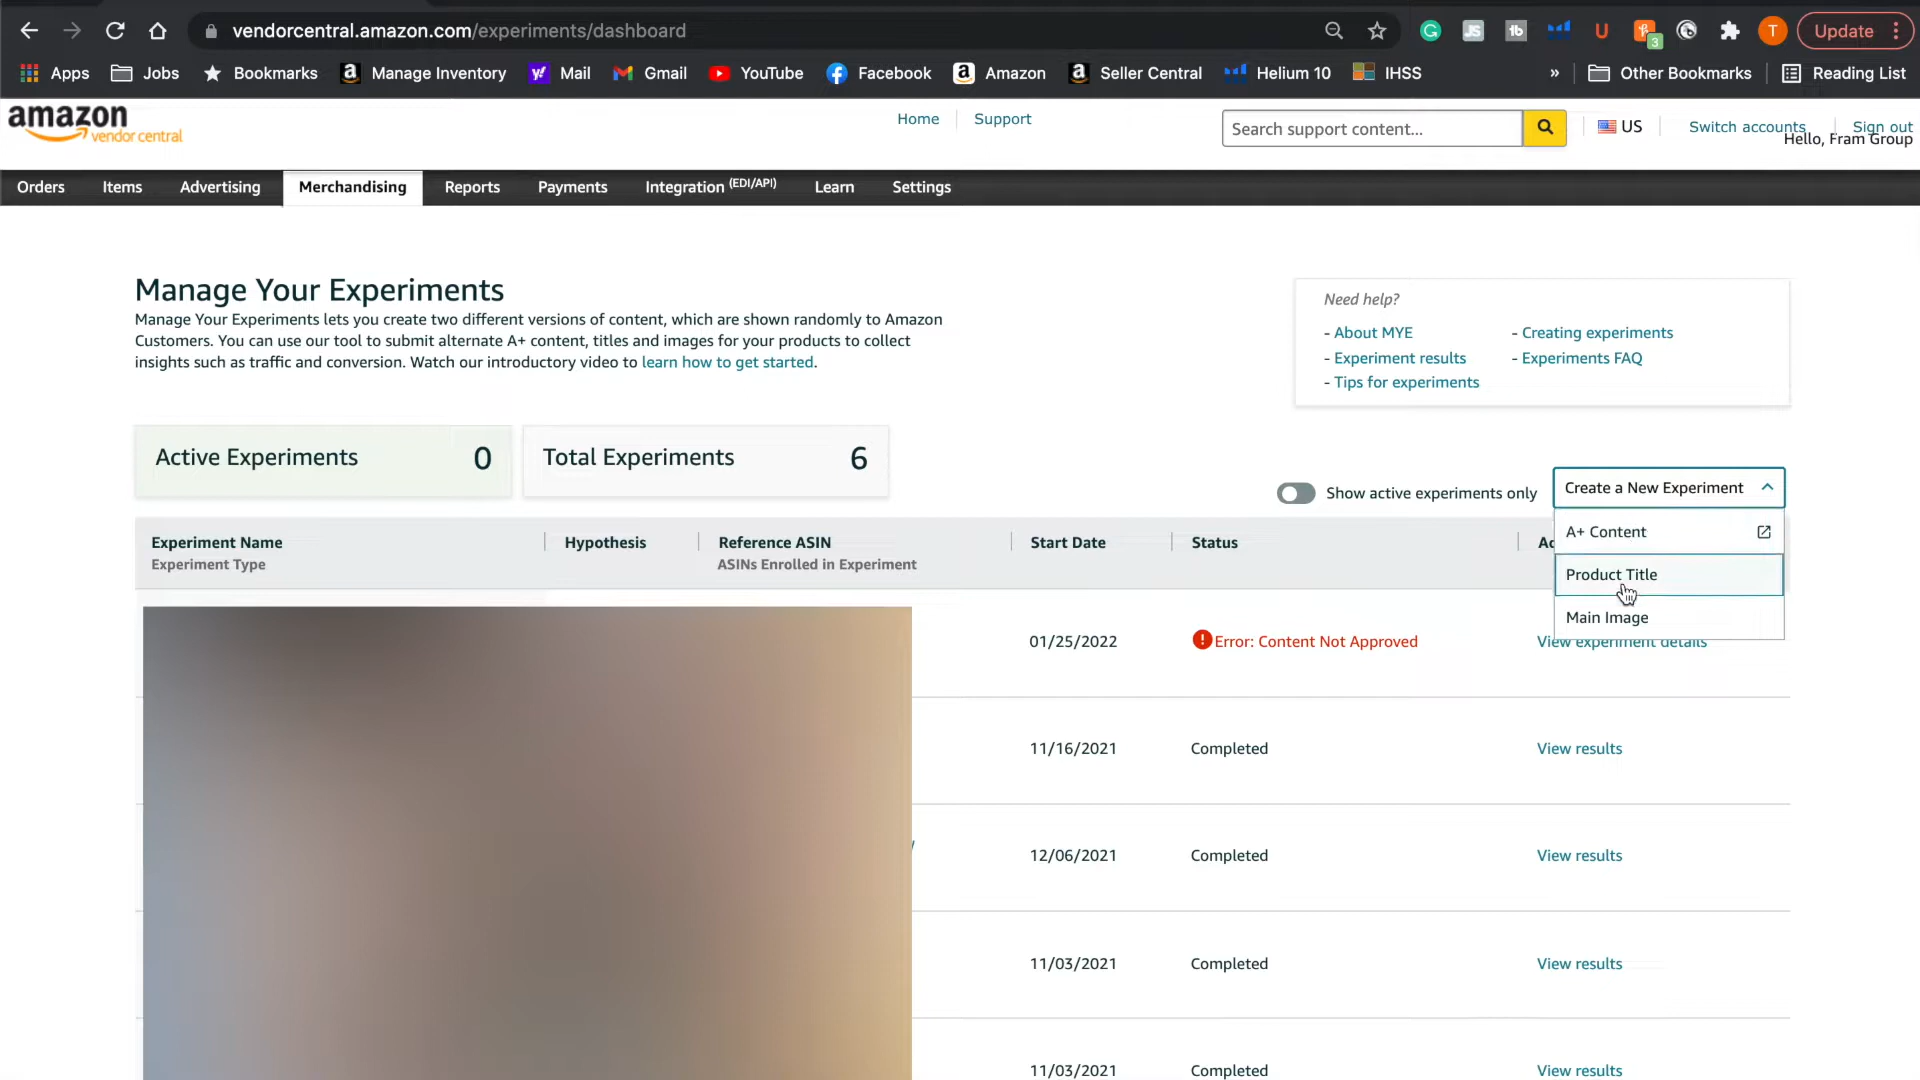 vendorcentral.amazon.com/experiments/dashboard
3
T
Update
Apps
Jobs
Bookmarks
Manage Inventory
Mail
Gmail
YouTube
Facebook
Amazon
Seller Central
Helium 10
IHSS
»
Other Bookmarks
Reading List
amazon
vendor central
Home
Support
Search support content...
US
Switch accounts
Sign out
Hello, Fram Group
Orders
Items
Advertising
Merchandising
Reports
Payments
Integration (EDI/API)
Learn
Settings
Manage Your Experiments
Manage Your Experiments lets you create two different versions of content, which are shown randomly to Amazon
Customers. You can use our tool to submit alternate A+ content, titles and images for your products to collect
insights such as traffic and conversion. Watch our introductory video to learn how to get started.
Need help?
- About MYE
- Creating experiments
- Experiment results
- Experiments FAQ
- Tips for experiments
Active Experiments 0
Total Experiments 6
Show active experiments only
Create a New Experiment
A+ Content
Product Title
Main Image
Experiment Name
Experiment Type
Hypothesis
Reference ASIN
ASINs Enrolled in Experiment
Start Date
Status
01/25/2022
Error: Content Not Approved
View experiment details
11/16/2021
Completed
View results
12/06/2021
Completed
View results
11/03/2021
Completed
View results
11/03/2021
Completed
View results